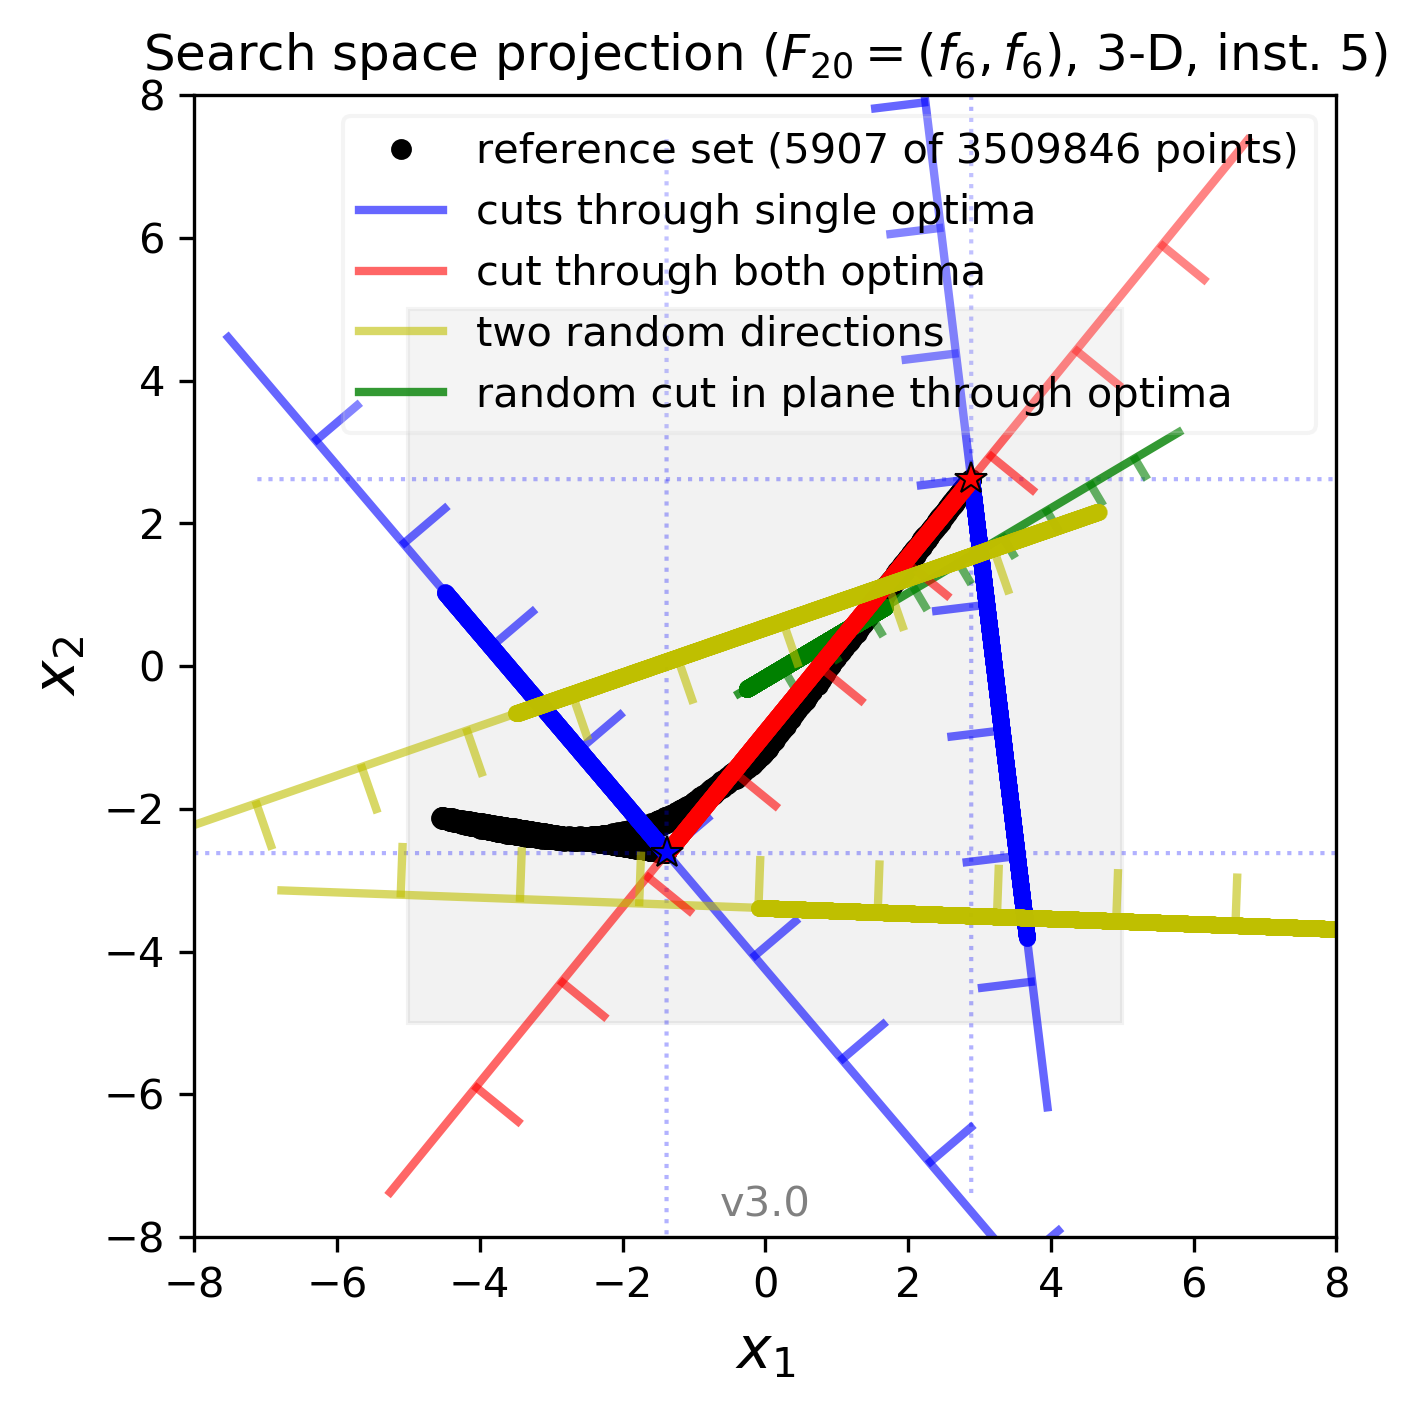 Search space projection (F20 = (f6, f6), 3-D, inst. 5)
reference set (5907 of 3509846 points)
cuts through single optima
cut through both optima
two random directions
random cut in plane through optima
8
6
4
2
0
−2
−4
−6
−8
x2
v3.0
−8 −6 −4 −2 0 2 4 6 8
x1